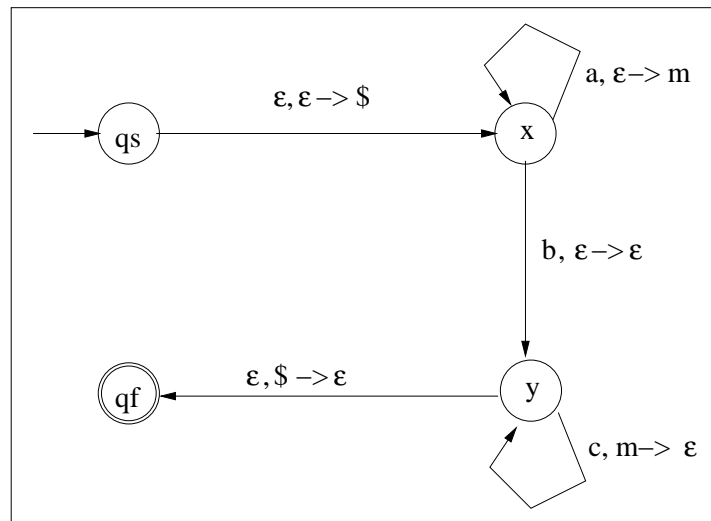 ε, ε −> $
a, ε −> m
qs
x
b, ε −> ε
ε, $ −> ε
qf
y
c, m −> ε